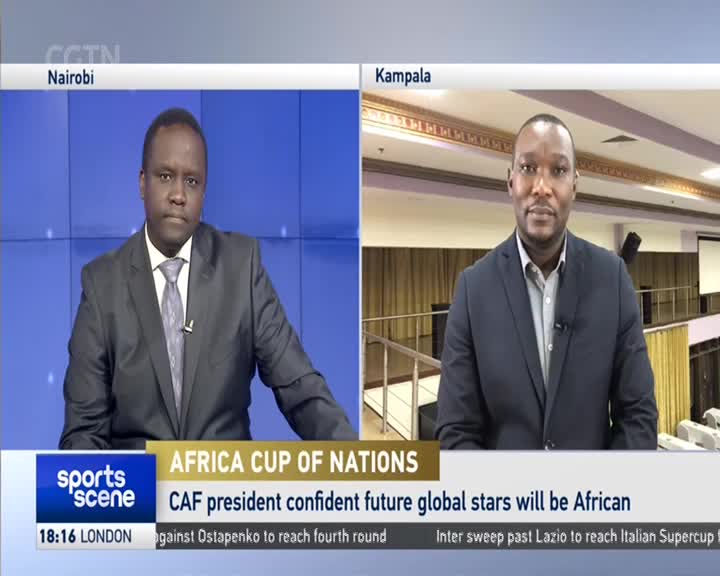 CGTN
Nairobi
Kampala
AFRICA CUP OF NATIONS
sports scene
CAF president confident future global stars will be African
18:16 LONDON
against Ostapenko to reach fourth round
Inter sweep past Lazio to reach Italian Supercup